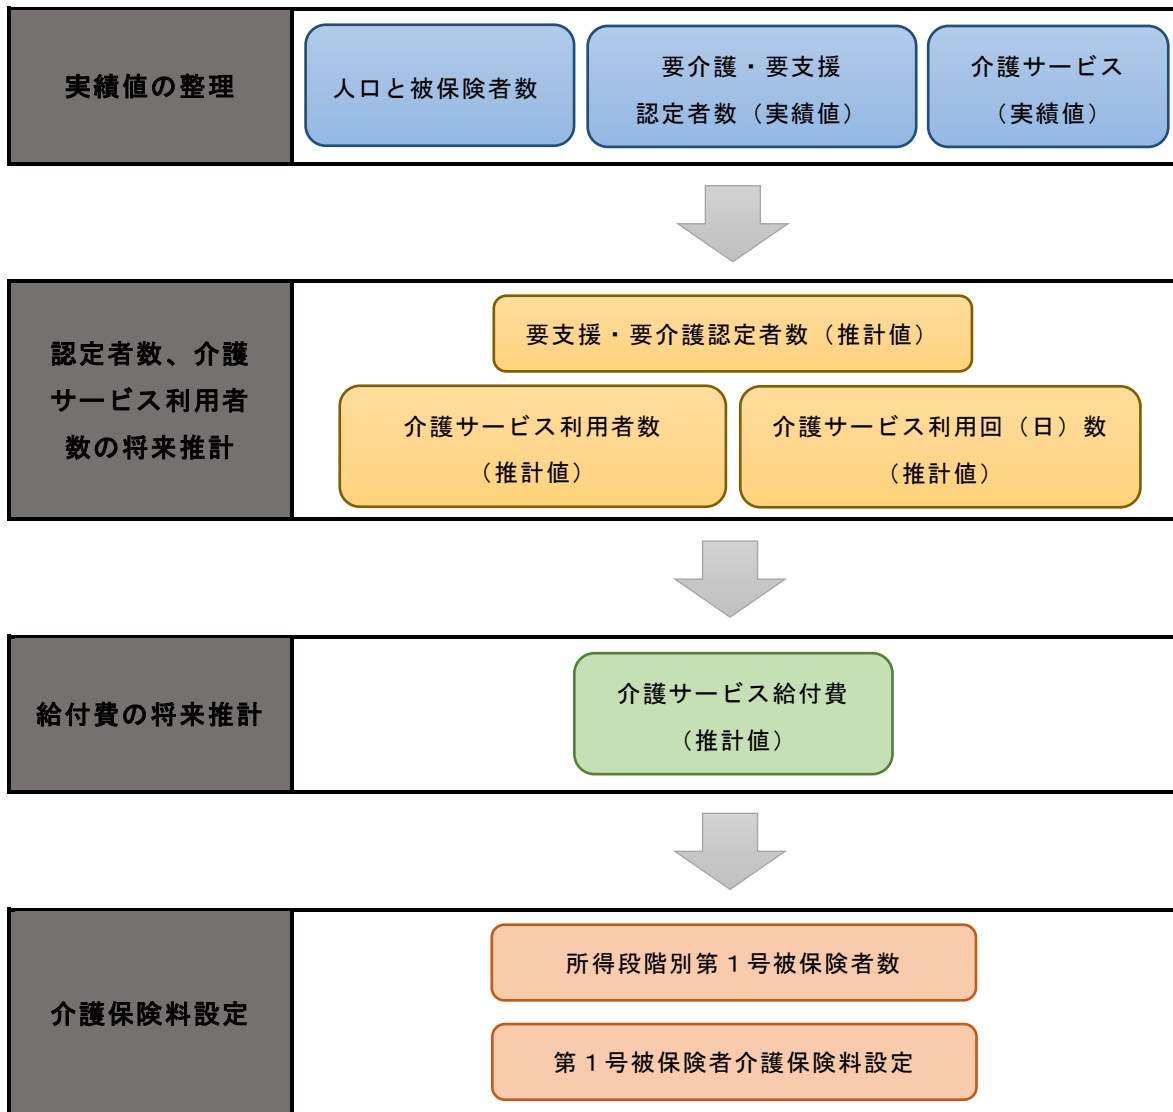 実績値の整理
人口と被保険者数
要介護・要支援
認定者数（実績値）
介護サービス
（実績値）
認定者数、介護
サービス利用者
数の将来推計
要支援・要介護認定者数（推計値）
介護サービス利用者数
（推計値）
介護サービス利用回（日）数
（推計値）
給付費の将来推計
介護サービス給付費
（推計値）
介護保険料設定
所得段階別第１号被保険者数
第１号被保険者介護保険料設定